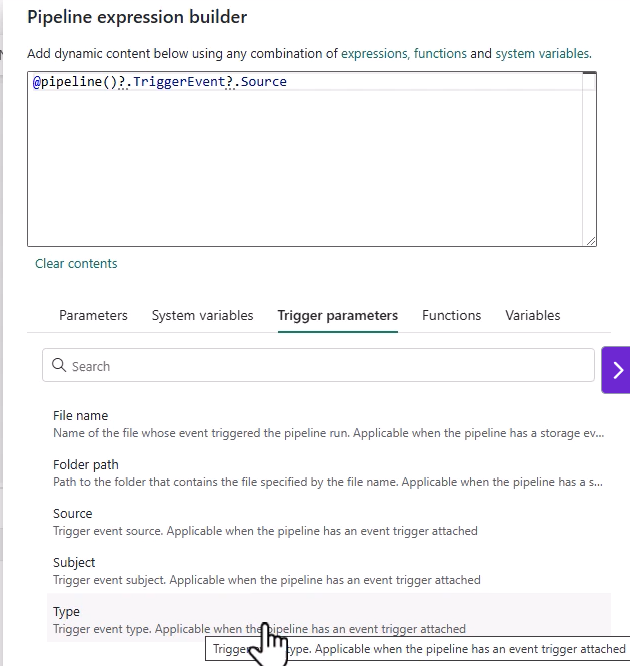 Pipeline expression builder
Add dynamic content below using any combination of expressions, functions and system variables.
@pipeline()?.TriggerEvent?.Source
Clear contents
Parameters System variables Trigger parameters Functions Variables
Search
File name
Name of the file whose event triggered the pipeline run. Applicable when the pipeline has a storage ev...
Folder path
Path to the folder that contains the file specified by the file name. Applicable when the pipeline has a s...
Source
Trigger event source. Applicable when the pipeline has an event trigger attached
Subject
Trigger event subject. Applicable when the pipeline has an event trigger attached
Type
Trigger event type. Applicable when the pipeline has an event trigger attached
Trigger ype. Applicable when the pipeline has an event trigger attached